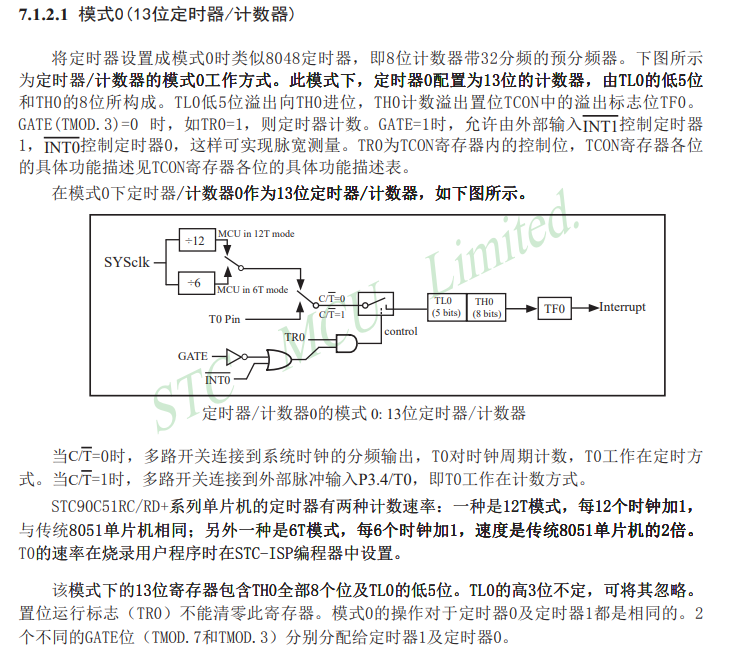 7.1.2.1 模式0(13位定时器/计数器)
将定时器设置成模式0时类似8048定时器，即8位计数器带32分频的预分频器。下图所示
为定时器/计数器的模式0工作方式。此模式下，定时器0配置为13位的计数器，由TL0的低5位
和TH0的8位所构成。TL0低5位溢出向TH0进位，TH0计数溢出置位TCON中的溢出标志位TF0。
GATE(TMOD.3)=0 时，如TR0=1，则定时器计数。GATE=1时，允许由外部输入INT1控制定时器
1，INT0控制定时器0，这样可实现脉宽测量。TR0为TCON寄存器内的控制位，TCON寄存器各位
的具体功能描述见TCON寄存器各位的具体功能描述表。
在模式0下定时器/计数器0作为13位定时器/计数器，如下图所示。
SYSclk
÷12
MCU in 12T mode
÷6
MCU in 6T mode
T0 Pin
C/T=0
C/T=1
TR0
control
GATE
INT0
TL0
(5 bits)
TH0
(8 bits)
TF0
Interrupt
STC MCU Limited.
定时器/计数器0的模式 0: 13位定时器/计数器
当C/T=0时，多路开关连接到系统时钟的分频输出，T0对时钟周期计数，T0工作在定时方
式。当C/T=1时，多路开关连接到外部脉冲输入P3.4/T0，即T0工作在计数方式。
STC90C51RC/RD+系列单片机的定时器有两种计数速率：一种是12T模式，每12个时钟加1，
与传统8051单片机相同；另外一种是6T模式，每6个时钟加1，速度是传统8051单片机的2倍。
T0的速率在烧录用户程序时在STC-ISP编程器中设置。
该模式下的13位寄存器包含TH0全部8个位及TL0的低5位。TL0的高3位不定，可将其忽略。
置位运行标志（TR0）不能清零此寄存器。模式0的操作对于定时器0及定时器1都是相同的。2
个不同的GATE位（TMOD.7和TMOD.3）分别分配给定时器1及定时器0。